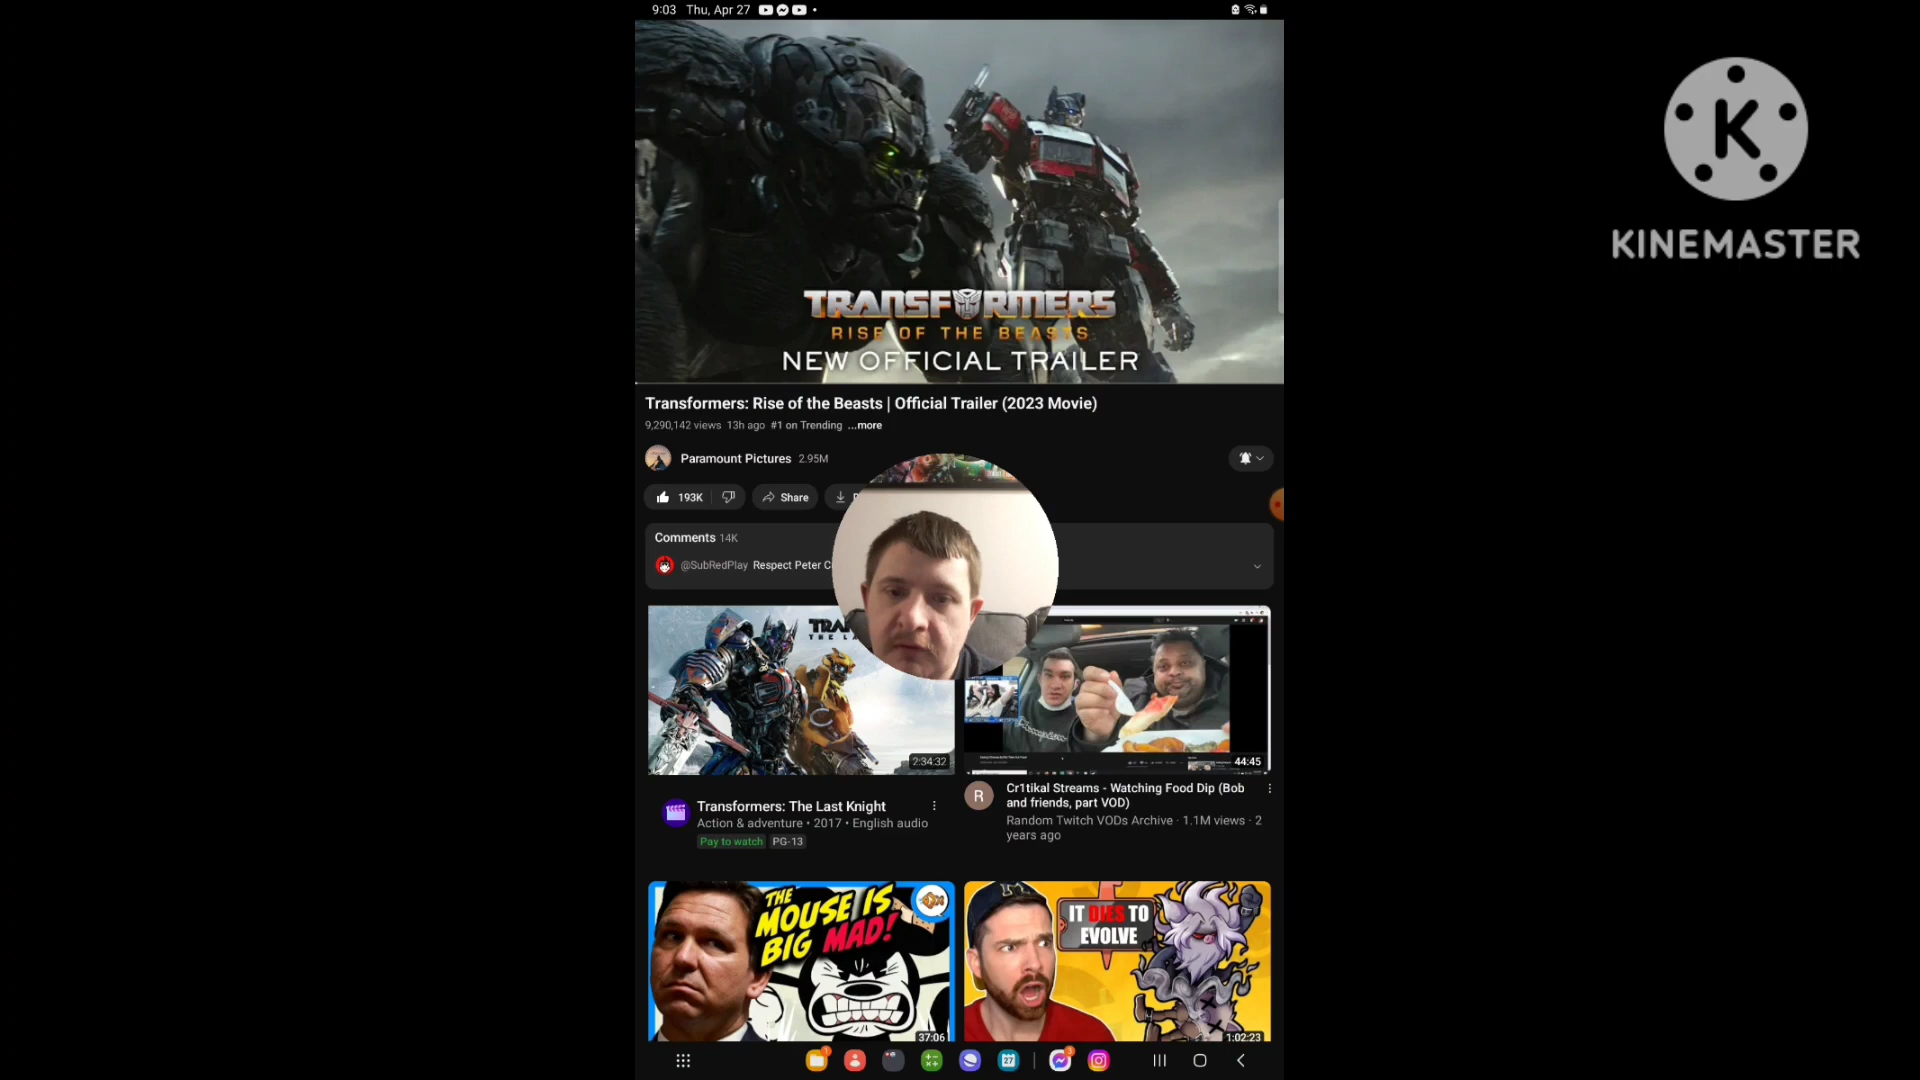 9:03 Thu, Apr 27
TRANSFORMERS
RISE OF THE BEASTS
NEW OFFICIAL TRAILER
Transformers: Rise of the Beasts | Official Trailer (2023 Movie)
9,290,142 views 13h ago #1 on Trending ...more
Paramount Pictures 2.95M
193K Share
Comments 14K
@SubRedPlay Respect Peter C
2:34:32
44:45
Transformers: The Last Knight
Action & adventure • 2017 • English audio
Pay to watch PG-13
R
Cr1tikal Streams - Watching Food Dip (Bob
and friends, part VOD)
Random Twitch VODs Archive · 1.1M views · 2
years ago
THE
MOUSE IS
BIG MAD!
37:06
IT DIES TO
EVOLVE
1:02:23
27
K
KINEMASTER